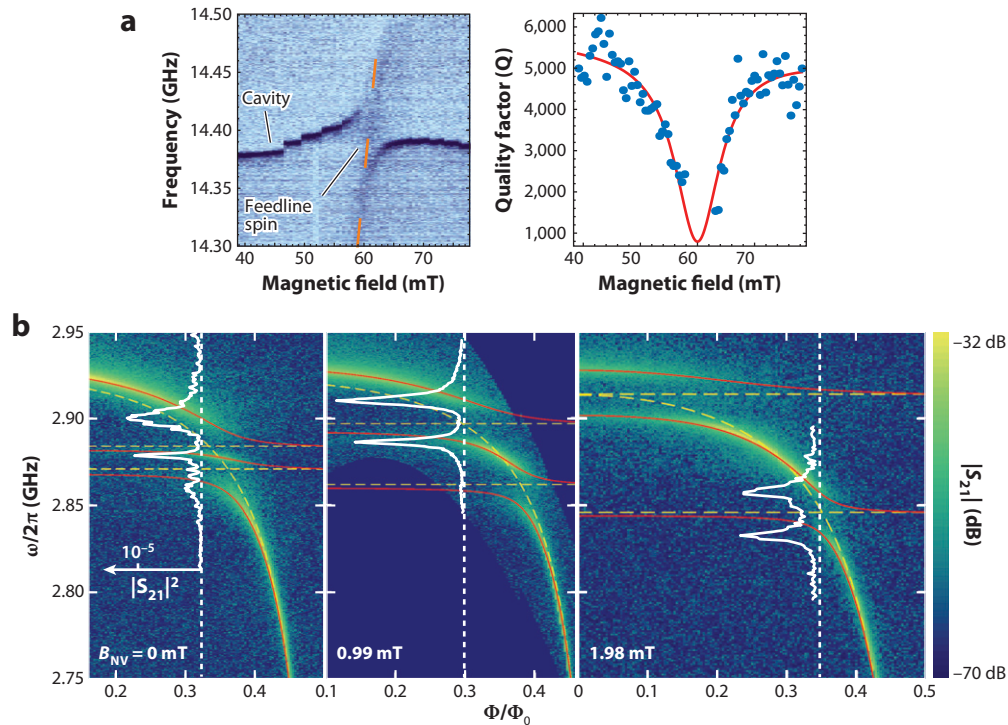 a
14.50
14.45
14.40
14.35
14.30
Frequency (GHz)
Cavity
Feedline
spin
40
50
60
70
Magnetic field (mT)
6,000
5,000
4,000
3,000
2,000
1,000
Quality factor (Q)
40
50
60
70
Magnetic field (mT)
b
2.95
2.90
2.85
2.80
2.75
ω/2π (GHz)
10⁻⁵
|S₂₁|²
B_NV = 0 mT
0.99 mT
1.98 mT
0.2
0.3
0.4
0.1
0.2
0.3
0.4
0
0.1
0.2
0.3
0.4
0.5
Φ/Φ₀
–32 dB
|S₂₁| (dB)
–70 dB